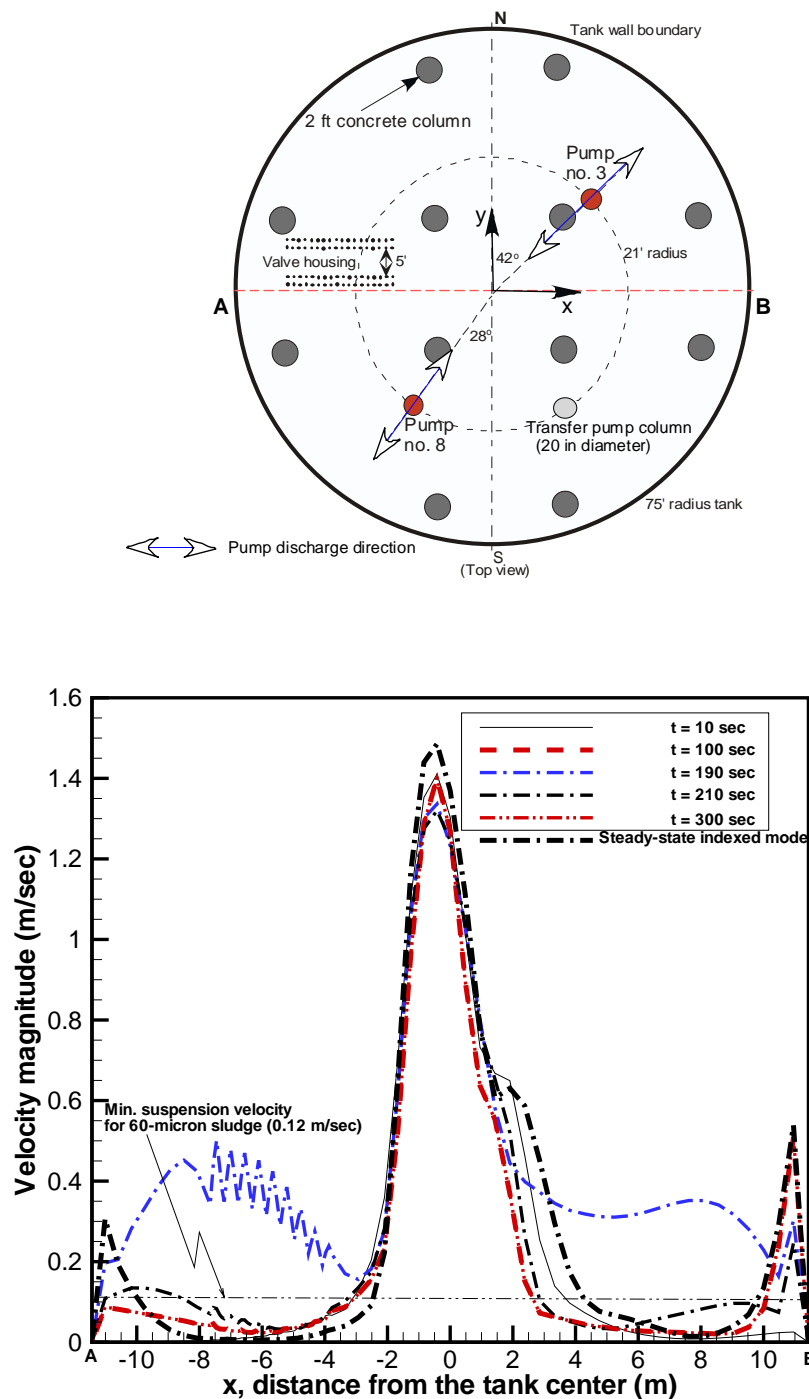 N
Tank wall boundary
2 ft concrete column
Pump
no. 3
y
21' radius
Valve housing
5'
42°
A
x
B
28°
Pump
no. 8
Transfer pump column
(20 in diameter)
75' radius tank
Pump discharge direction
S
(Top view)
1.6
t = 10 sec
t = 100 sec
1.4
t = 190 sec
t = 210 sec
t = 300 sec
1.2
Steady-state indexed mode
1
Velocity magnitude (m/sec)
0.8
0.6
Min. suspension velocity
for 60-micron sludge (0.12 m/sec)
0.4
0.2
0
A -10 -8 -6 -4 -2 0 2 4 6 8 10
x, distance from the tank center (m)